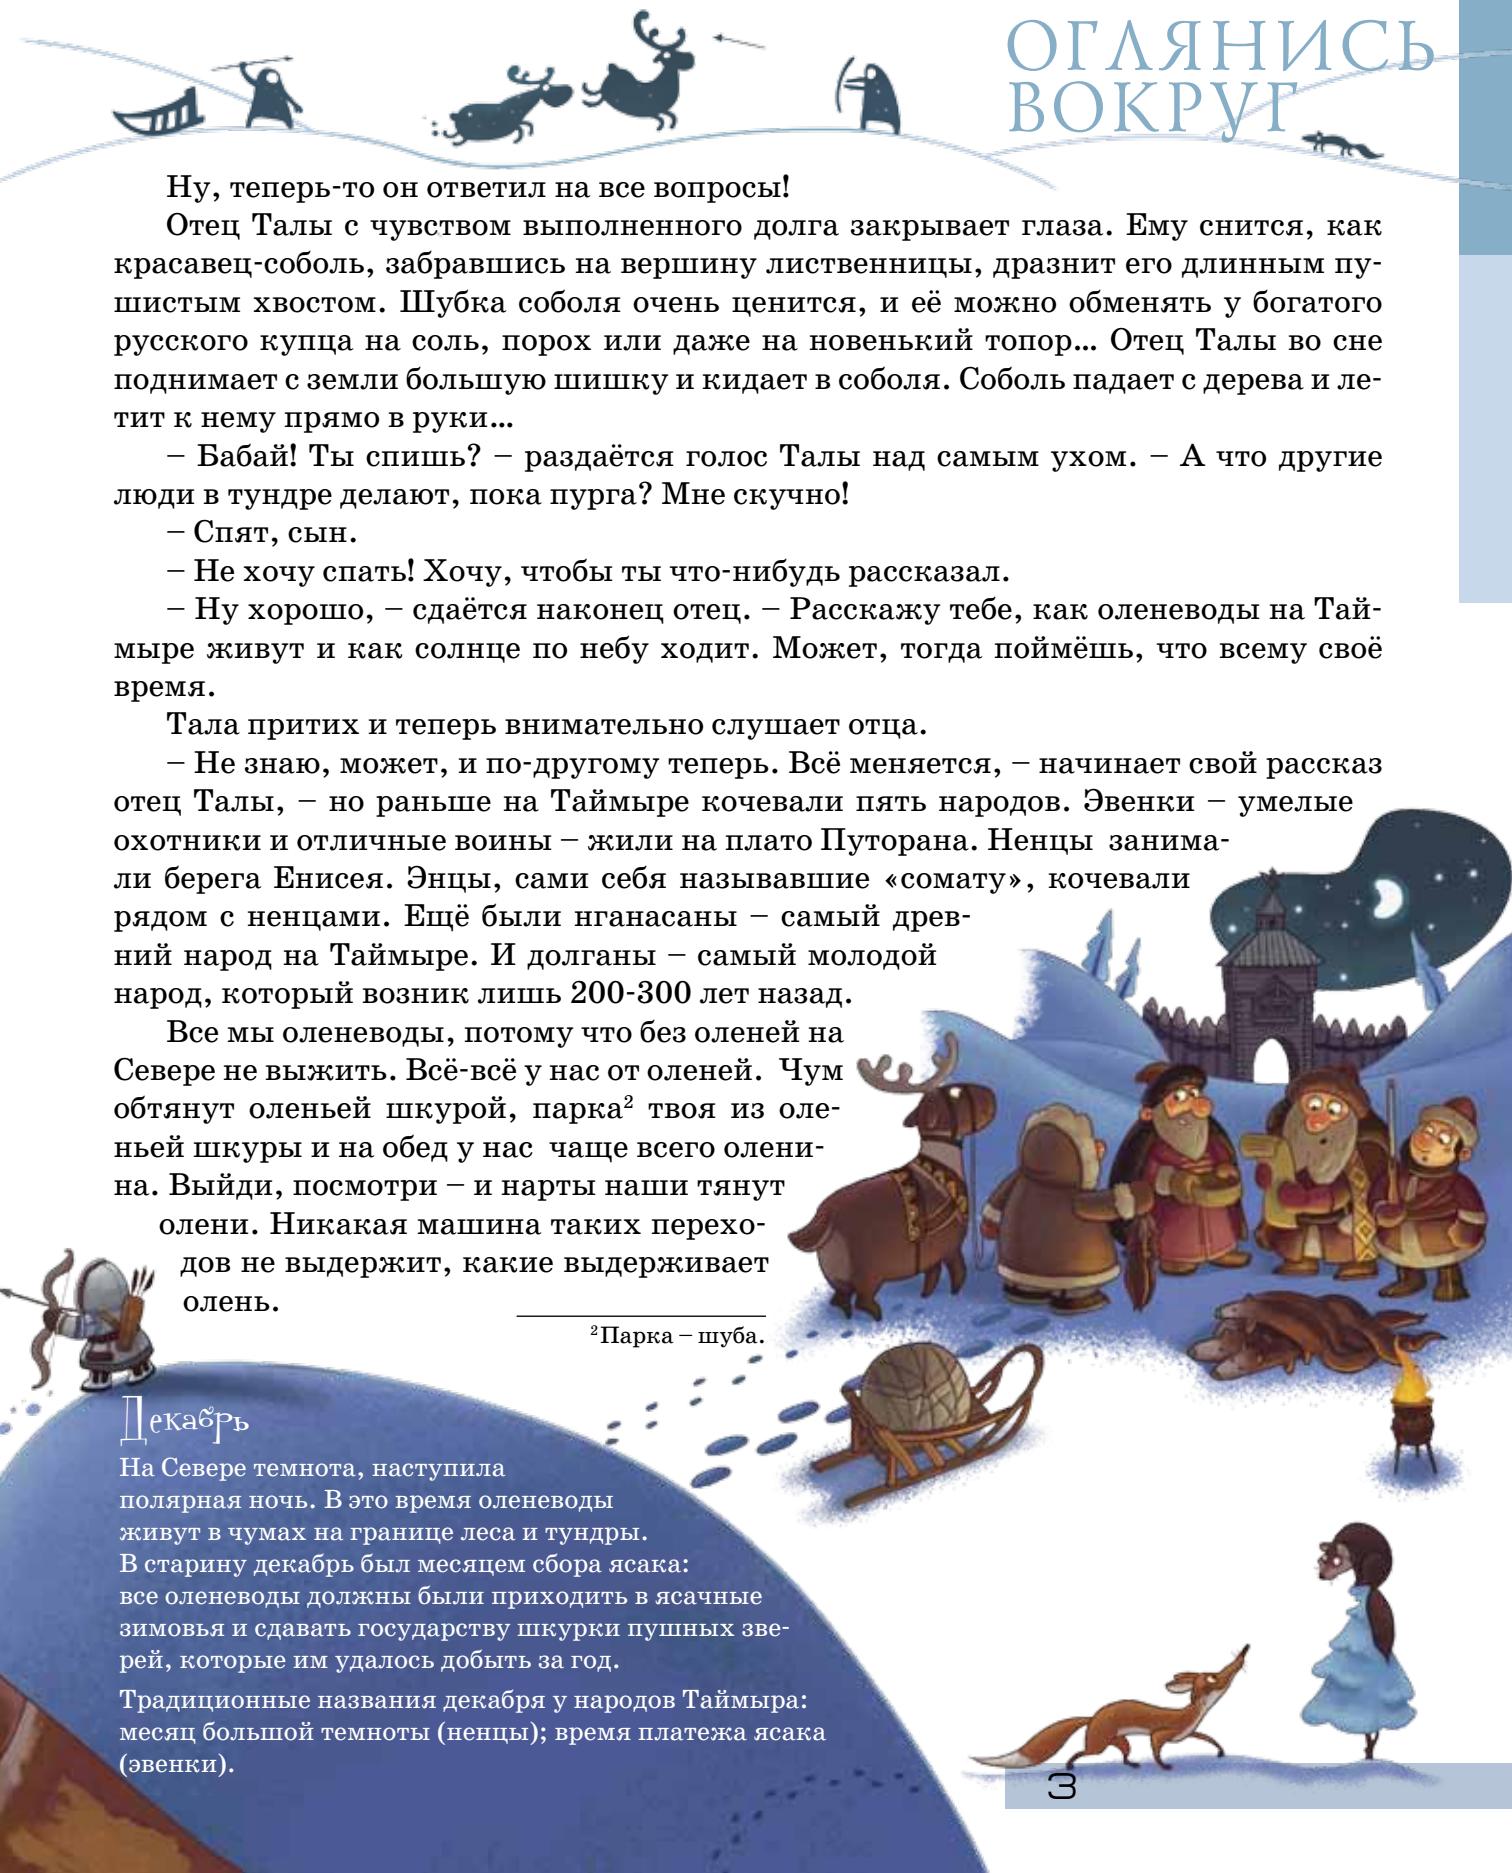 ОГЛЯНИСЬ
ВОКРУГ
Ну, теперь-то он ответил на все вопросы!
Отец Талы с чувством выполненного долга закрывает глаза. Ему снится, как
красавец-соболь, забравшись на вершину лиственницы, дразнит его длинным пу-
шистым хвостом. Шубка соболя очень ценится, и её можно обменять у богатого
русского купца на соль, порох или даже на новенький топор... Отец Талы во сне
поднимает с земли большую шишку и кидает в соболя. Соболь падает с дерева и ле-
тит к нему прямо в руки...
– Бабай! Ты спишь? – раздаётся голос Талы над самым ухом. – А что другие
люди в тундре делают, пока пурга? Мне скучно!
– Спят, сын.
– Не хочу спать! Хочу, чтобы ты что-нибудь рассказал.
– Ну хорошо, – сдаётся наконец отец. – Расскажу тебе, как оленеводы на Тай-
мыре живут и как солнце по небу ходит. Может, тогда поймёшь, что всему своё
время.
Тала притих и теперь внимательно слушает отца.
– Не знаю, может, и по-другому теперь. Всё меняется, – начинает свой рассказ
отец Талы, – но раньше на Таймыре кочевали пять народов. Эвенки – умелые
охотники и отличные воины – жили на плато Путорана. Ненцы занима-
ли берега Енисея. Энцы, сами себя называвшие «сомату», кочевали
рядом с ненцами. Ещё были нганасаны – самый древ-
ний народ на Таймыре. И долганы – самый молодой
народ, который возник лишь 200-300 лет назад.
Все мы оленеводы, потому что без оленей на
Севере не выжить. Всё-всё у нас от оленей. Чум
обтянут оленьей шкурой, парка² твоя из оле-
ньей шкуры и на обед у нас чаще всего олени-
на. Выйди, посмотри – и нарты наши тянут
олени. Никакая машина таких перехо-
дов не выдержит, какие выдерживает
олень.
² Парка – шуба.
Декабрь
На Севере темнота, наступила
полярная ночь. В это время оленеводы
живут в чумах на границе леса и тундры.
В старину декабрь был месяцем сбора ясака:
все оленеводы должны были приходить в ясачные
зимовья и сдавать государству шкурки пушных зве-
рей, которые им удалось добыть за год.
Традиционные названия декабря у народов Таймыра:
месяц большой темноты (ненцы); время платежа ясака
(эвенки).
3